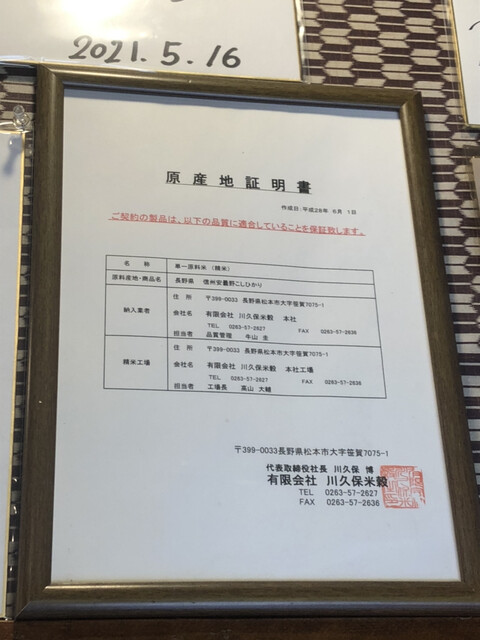 2021.5.16
原産地証明書
作成日・平成28年 6月 1日
ご契約の製品は、以下の品質に適合していることを保証致します。
名 称 単一原料米（精米）
原料産地・商品名 長野県 信州安曇野こしひかり
納入業者 住 所 〒399-0033 長野県松本市大字笹賀7075-1
会社名 有限会社 川久保米穀 本社
TEL 0263-57-2627 FAX 0263-57-2636
担当者 品質管理 牛山 圭
精米工場 住 所 〒399-0033 長野県松本市大字笹賀7075-1
会社名 有限会社 川久保米穀 本社工場
TEL 0263-57-2627 FAX 0263-57-2636
担当者 工場長 高山 大輔
〒399-0033長野県松本市大字笹賀7075-1
代表取締役社長 川久保 博
有限会社 川久保米穀
TEL 0263-57-2627
FAX 0263-57-2636